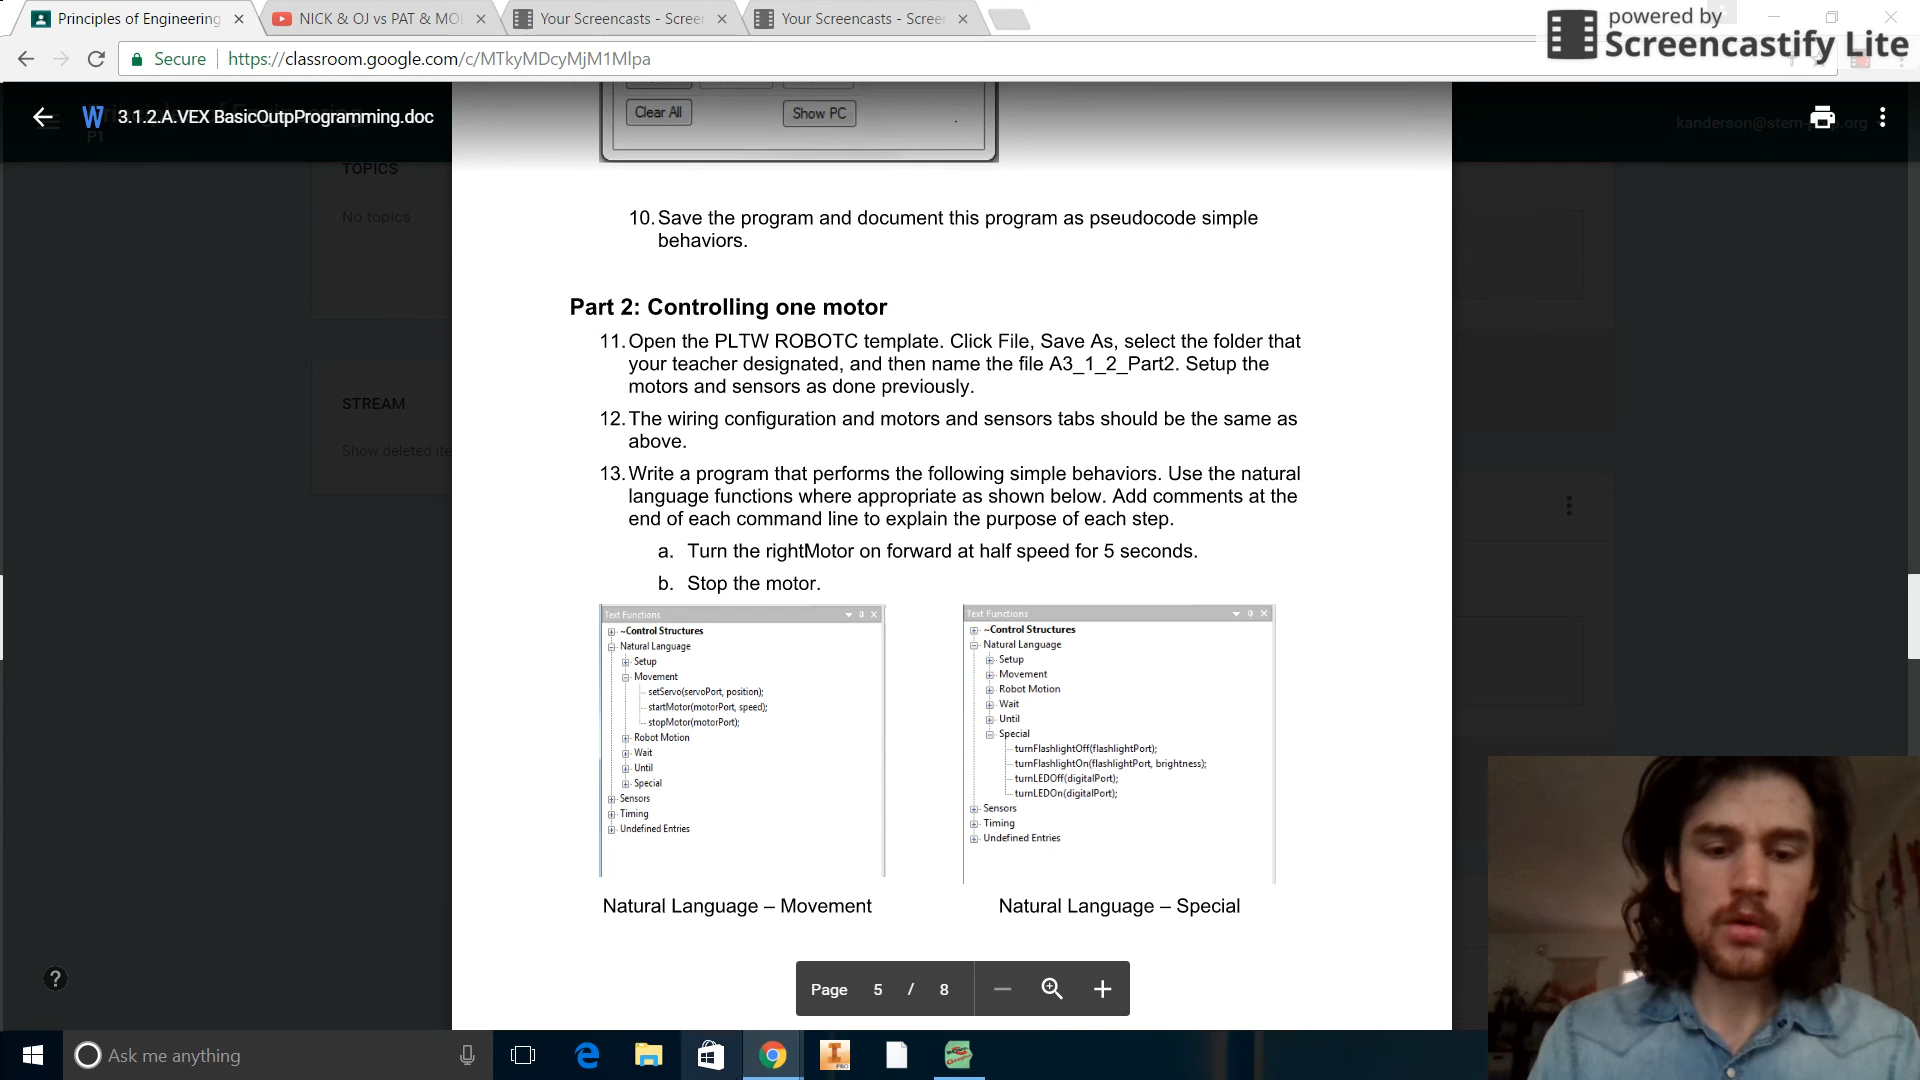 Principles of Engineering
NICK & OJ vs PAT & MO
Your Screencasts - Screen
Your Screencasts - Screen
powered by
Screencastify Lite
Secure
https://classroom.google.com/c/MTkyMDcyMjM1Mlpa
3.1.2.A.VEX BasicOutpProgramming.doc
P1
TOPICS
No topics
STREAM
Show deleted ite
Clear All
Show PC
10. Save the program and document this program as pseudocode simple
behaviors.
Part 2: Controlling one motor
11. Open the PLTW ROBOTC template. Click File, Save As, select the folder that
your teacher designated, and then name the file A3_1_2_Part2. Setup the
motors and sensors as done previously.
12. The wiring configuration and motors and sensors tabs should be the same as
above.
13. Write a program that performs the following simple behaviors. Use the natural
language functions where appropriate as shown below. Add comments at the
end of each command line to explain the purpose of each step.
a. Turn the rightMotor on forward at half speed for 5 seconds.
b. Stop the motor.
Text Functions
~Control Structures
Natural Language
Setup
Movement
setServo(servoPort, position);
startMotor(motorPort, speed);
stopMotor(motorPort);
Robot Motion
Wait
Until
Special
Sensors
Timing
Undefined Entries
Natural Language – Movement
Text Functions
~Control Structures
Natural Language
Setup
Movement
Robot Motion
Wait
Until
Special
turnFlashlightOff(flashlightPort);
turnFlashlightOn(flashlightPort, brightness);
turnLEDOff(digitalPort);
turnLEDOn(digitalPort);
Sensors
Timing
Undefined Entries
Natural Language – Special
Page 5 / 8
Ask me anything